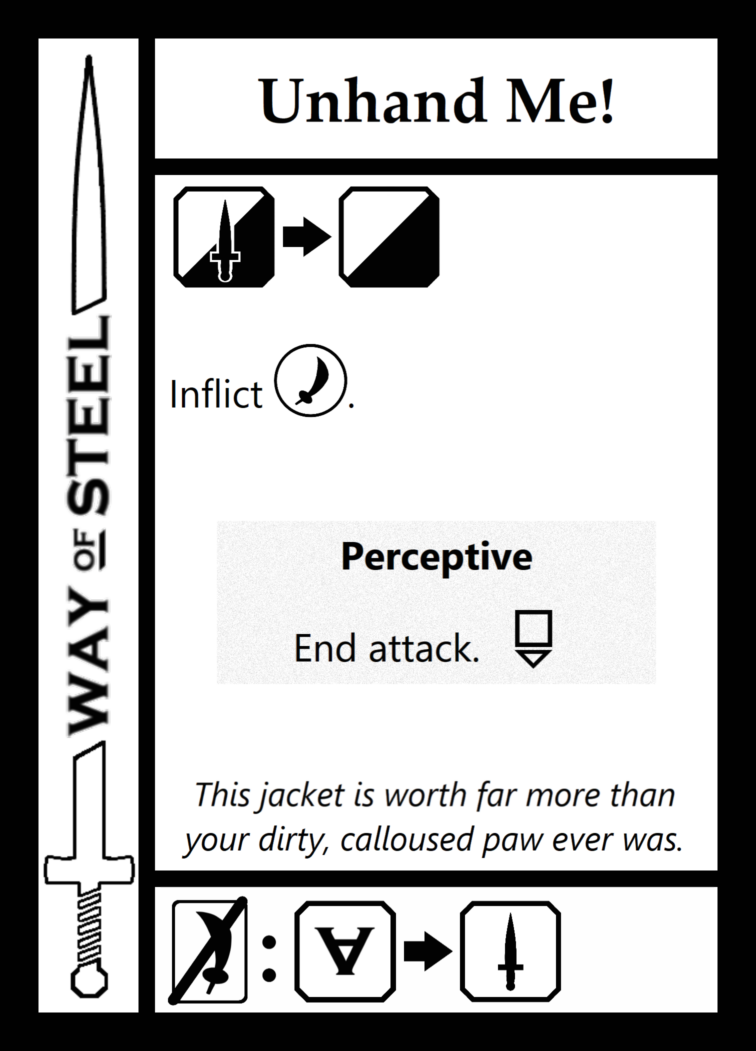 Unhand Me!
Inflict .
Perceptive
End attack.
This jacket is worth far more than
your dirty, calloused paw ever was.
∀
WAY OF STEEL